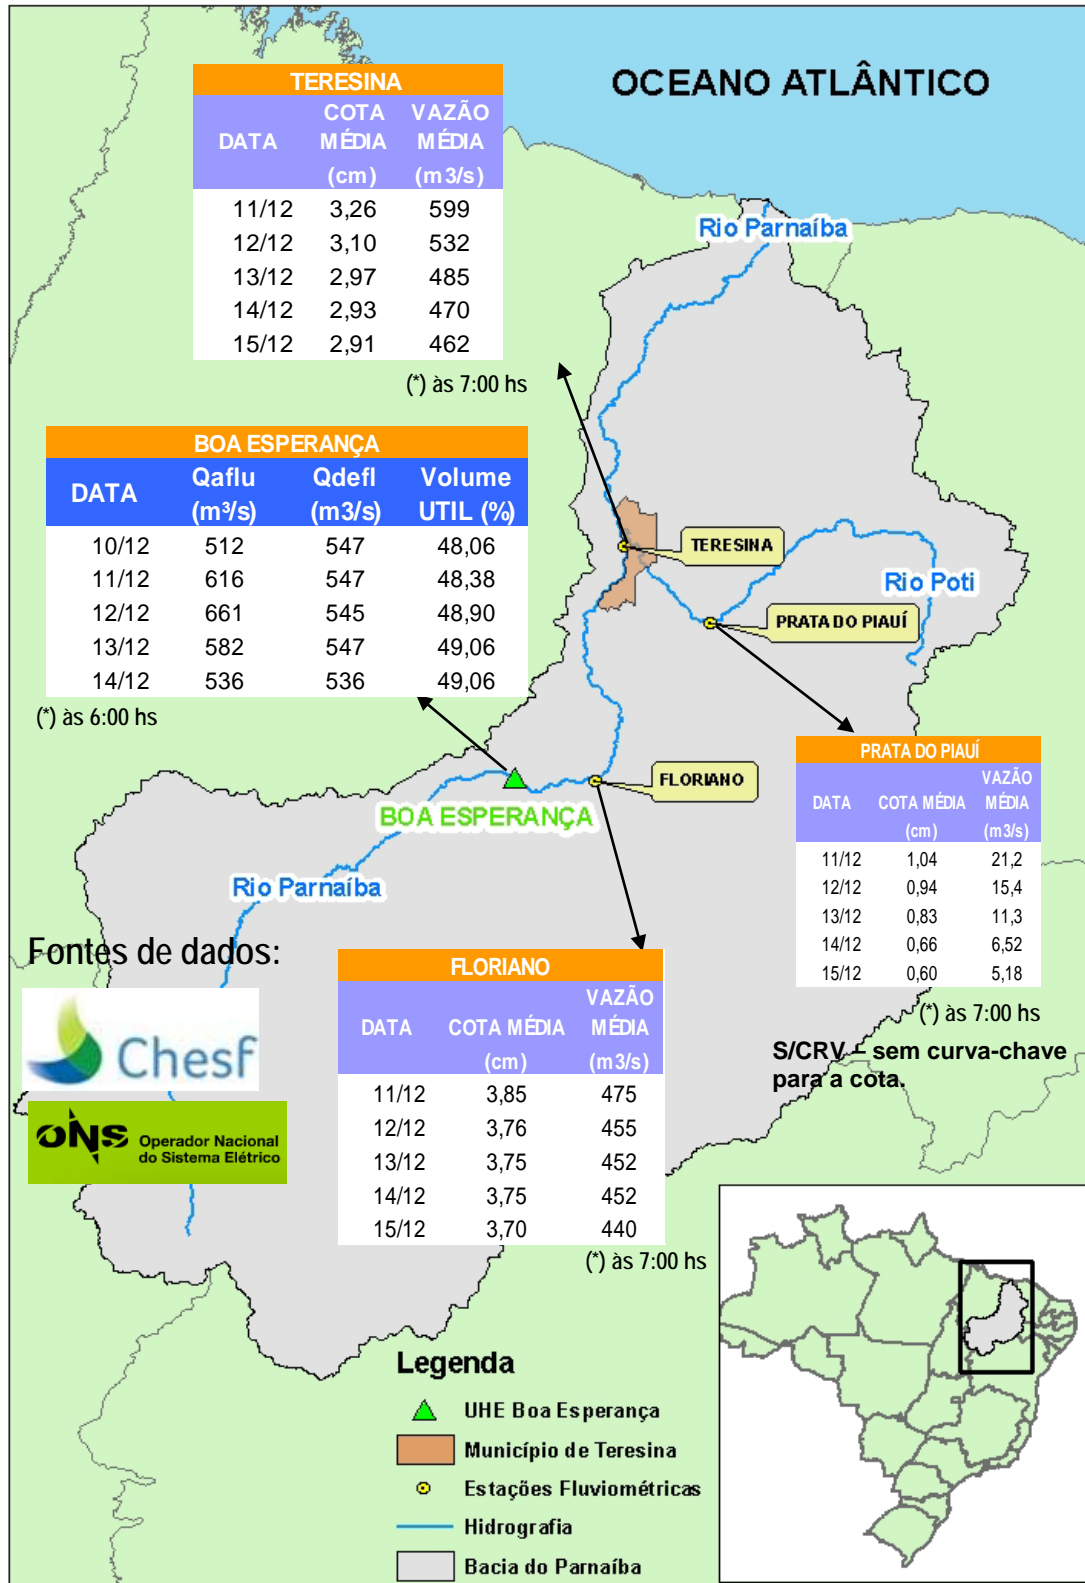 OCEANO ATLÂNTICO
TERESINA
DATA COTA MÉDIA (cm) VAZÃO MÉDIA (m3/s)
11/12 3,26 599
12/12 3,10 532
13/12 2,97 485
14/12 2,93 470
15/12 2,91 462
(*) às 7:00 hs
Rio Parnaíba
BOA ESPERANÇA
DATA Qaflu (m³/s) Qdefl (m3/s) Volume UTIL (%)
10/12 512 547 48,06
11/12 616 547 48,38
12/12 661 545 48,90
13/12 582 547 49,06
14/12 536 536 49,06
(*) às 6:00 hs
TERESINA
Rio Poti
PRATA DO PIAUÍ
FLORIANO
BOA ESPERANÇA
Rio Parnaíba
PRATA DO PIAUÍ
DATA COTA MÉDIA (cm) VAZÃO MÉDIA (m3/s)
11/12 1,04 21,2
12/12 0,94 15,4
13/12 0,83 11,3
14/12 0,66 6,52
15/12 0,60 5,18
(*) às 7:00 hs
S/CRV – sem curva-chave
para a cota.
Fontes de dados:
Chesf
ONS Operador Nacional
do Sistema Elétrico
FLORIANO
DATA COTA MÉDIA (cm) VAZÃO MÉDIA (m3/s)
11/12 3,85 475
12/12 3,76 455
13/12 3,75 452
14/12 3,75 452
15/12 3,70 440
(*) às 7:00 hs
Legenda
UHE Boa Esperança
Município de Teresina
Estações Fluviométricas
Hidrografia
Bacia do Parnaíba